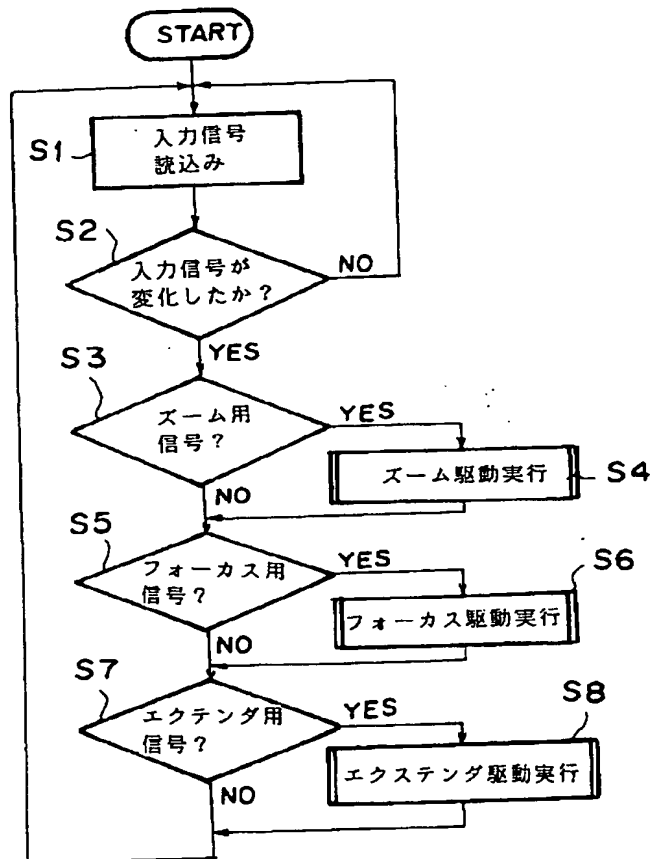 START
S1
入力信号
読込み
S2
入力信号が
変化したか？
NO
YES
S3
ズーム用
信号？
YES
ズーム駆動実行
S4
NO
S5
フォーカス用
信号？
YES
S6
フォーカス駆動実行
NO
S7
エクテンダ用
信号？
YES
S8
エクステンダ駆動実行
NO